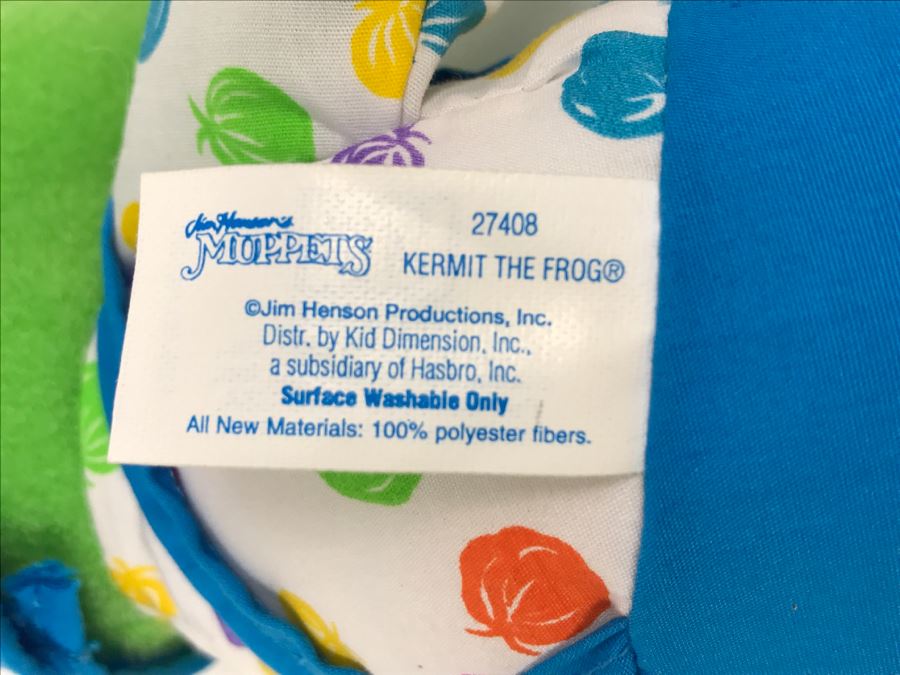 Jim Henson's
MUPPETS
27408
KERMIT THE FROG®
©Jim Henson Productions, Inc.
Distr. by Kid Dimension, Inc.,
a subsidiary of Hasbro, Inc.
Surface Washable Only
All New Materials: 100% polyester fibers.